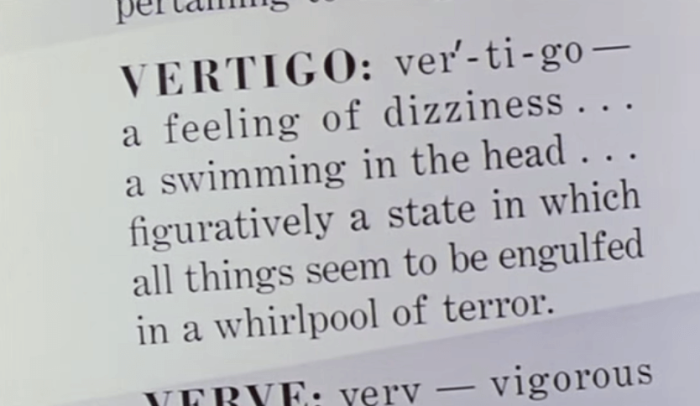 pertaining
VERTIGO: ver′-ti-go—
a feeling of dizziness . . .
a swimming in the head . . .
figuratively a state in which
all things seem to be engulfed
in a whirlpool of terror.
VERVE: verv — vigorous